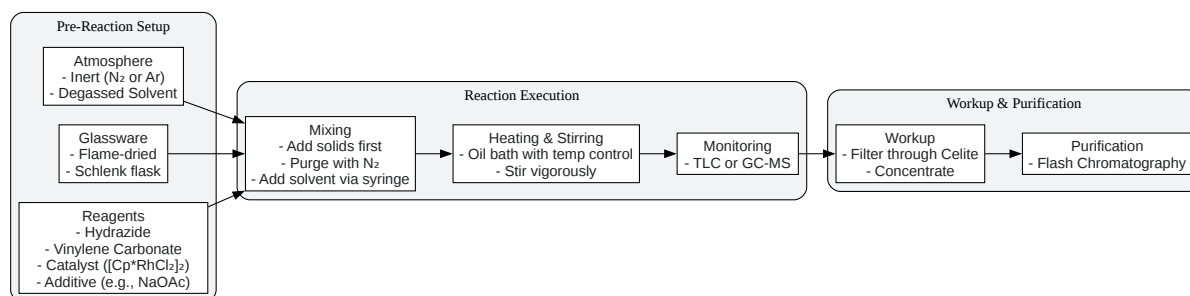 Pre-Reaction Setup
Atmosphere
- Inert (N₂ or Ar)
- Degassed Solvent
Glassware
- Flame-dried
- Schlenk flask
Reagents
- Hydrazide
- Vinylene Carbonate
- Catalyst ([Cp*RhCl₂]₂)
- Additive (e.g., NaOAc)
Reaction Execution
Mixing
- Add solids first
- Purge with N₂
- Add solvent via syringe
Heating & Stirring
- Oil bath with temp control
- Stir vigorously
Monitoring
- TLC or GC-MS
Workup & Purification
Workup
- Filter through Celite
- Concentrate
Purification
- Flash Chromatography